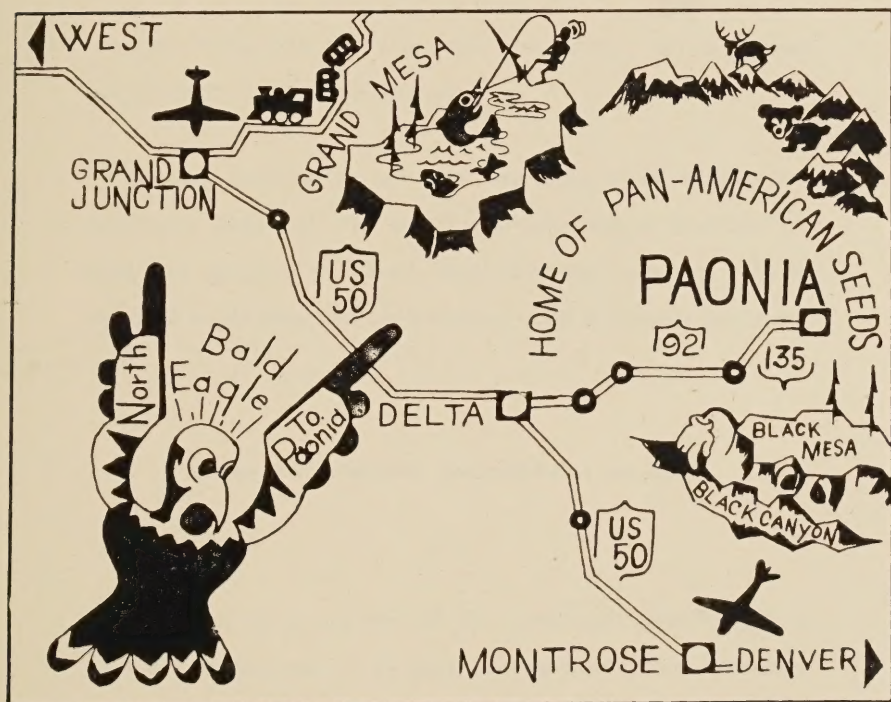 WEST
GRAND MESA
GRAND
JUNCTION
US
50
HOME OF PAN-AMERICAN SEEDS
PAONIA
92
135
North
Bald
Eagle
To
Paonia
DELTA
BLACK
MESA
BLACK CANYON
US
50
MONTROSE
DENVER